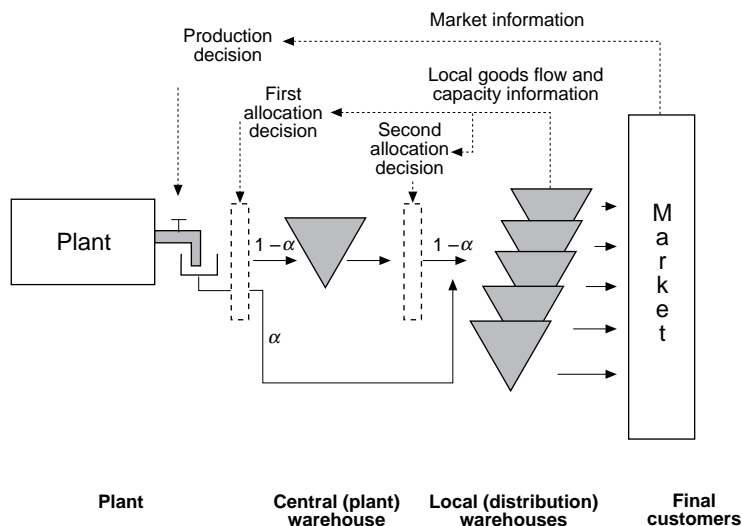 Market information
Production
decision
Local goods flow and
capacity information
First
allocation
decision
Second
allocation
decision
Plant
1 – α
1 – α
α
Market
Plant
Central (plant)
warehouse
Local (distribution)
warehouses
Final
customers